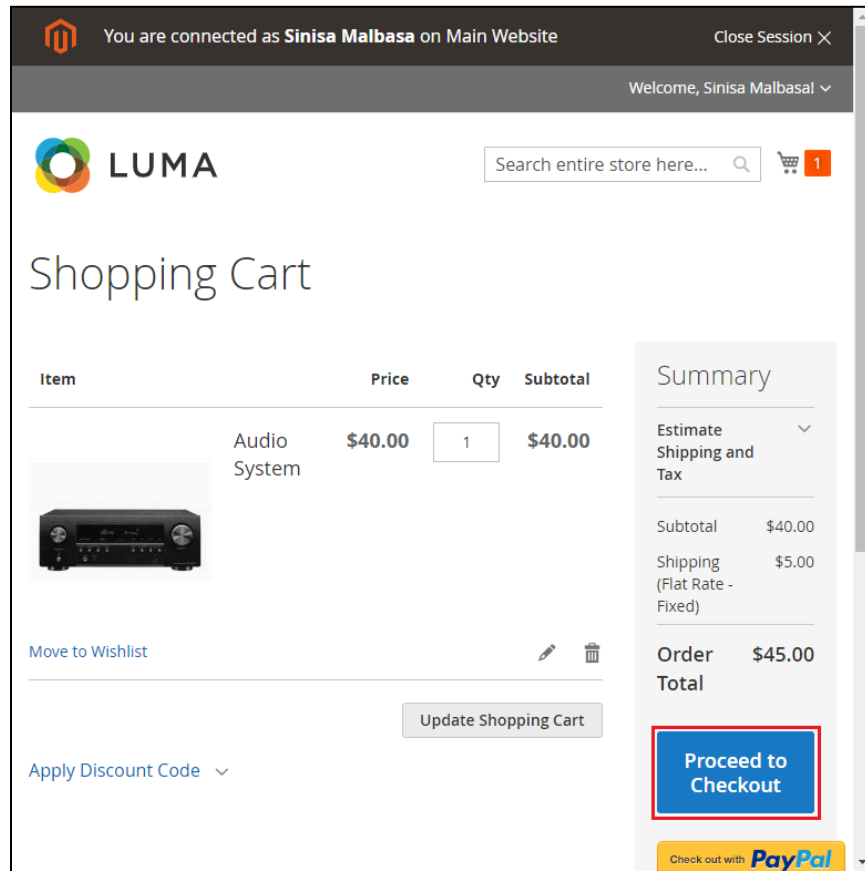 You are connected as Sinisa Malbasa on Main Website
Close Session
Welcome, Sinisa Malbasa!
LUMA
Search entire store here...
1
Shopping Cart
Item Price Qty Subtotal
Audio
System
$40.00 1 $40.00
Move to Wishlist
Update Shopping Cart
Apply Discount Code
Summary
Estimate
Shipping and
Tax
Subtotal $40.00
Shipping $5.00
(Flat Rate -
Fixed)
Order $45.00
Total
Proceed to
Checkout
Check out with PayPal